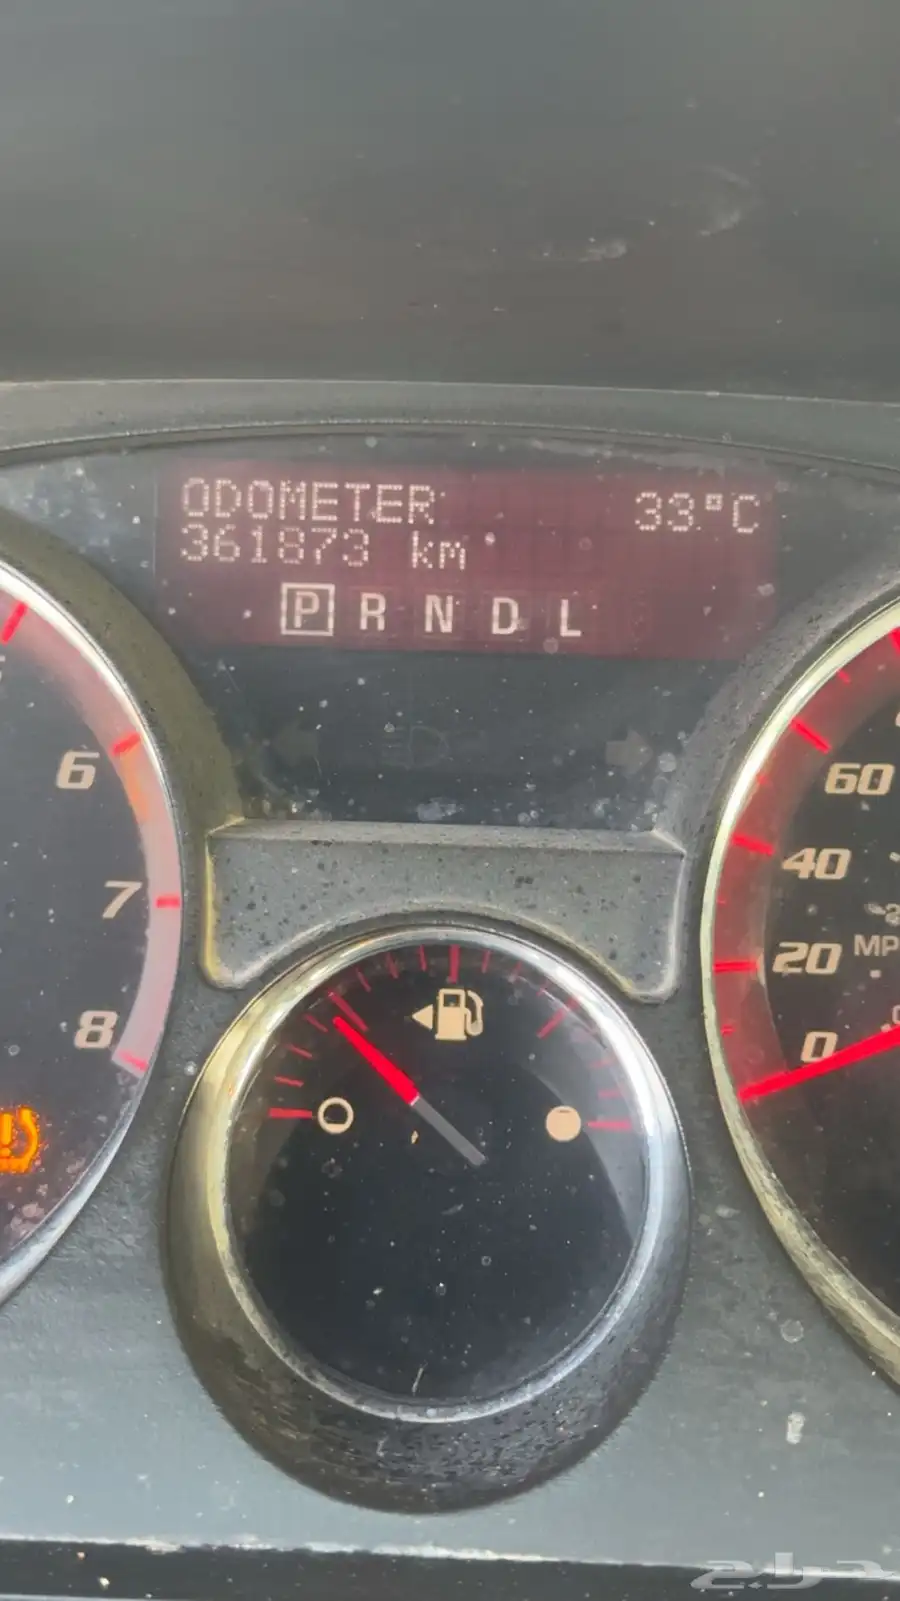 ODOMETER 33°C
361873 km
P R N D L
6
7
8
60
40
20
MP
0
حراج